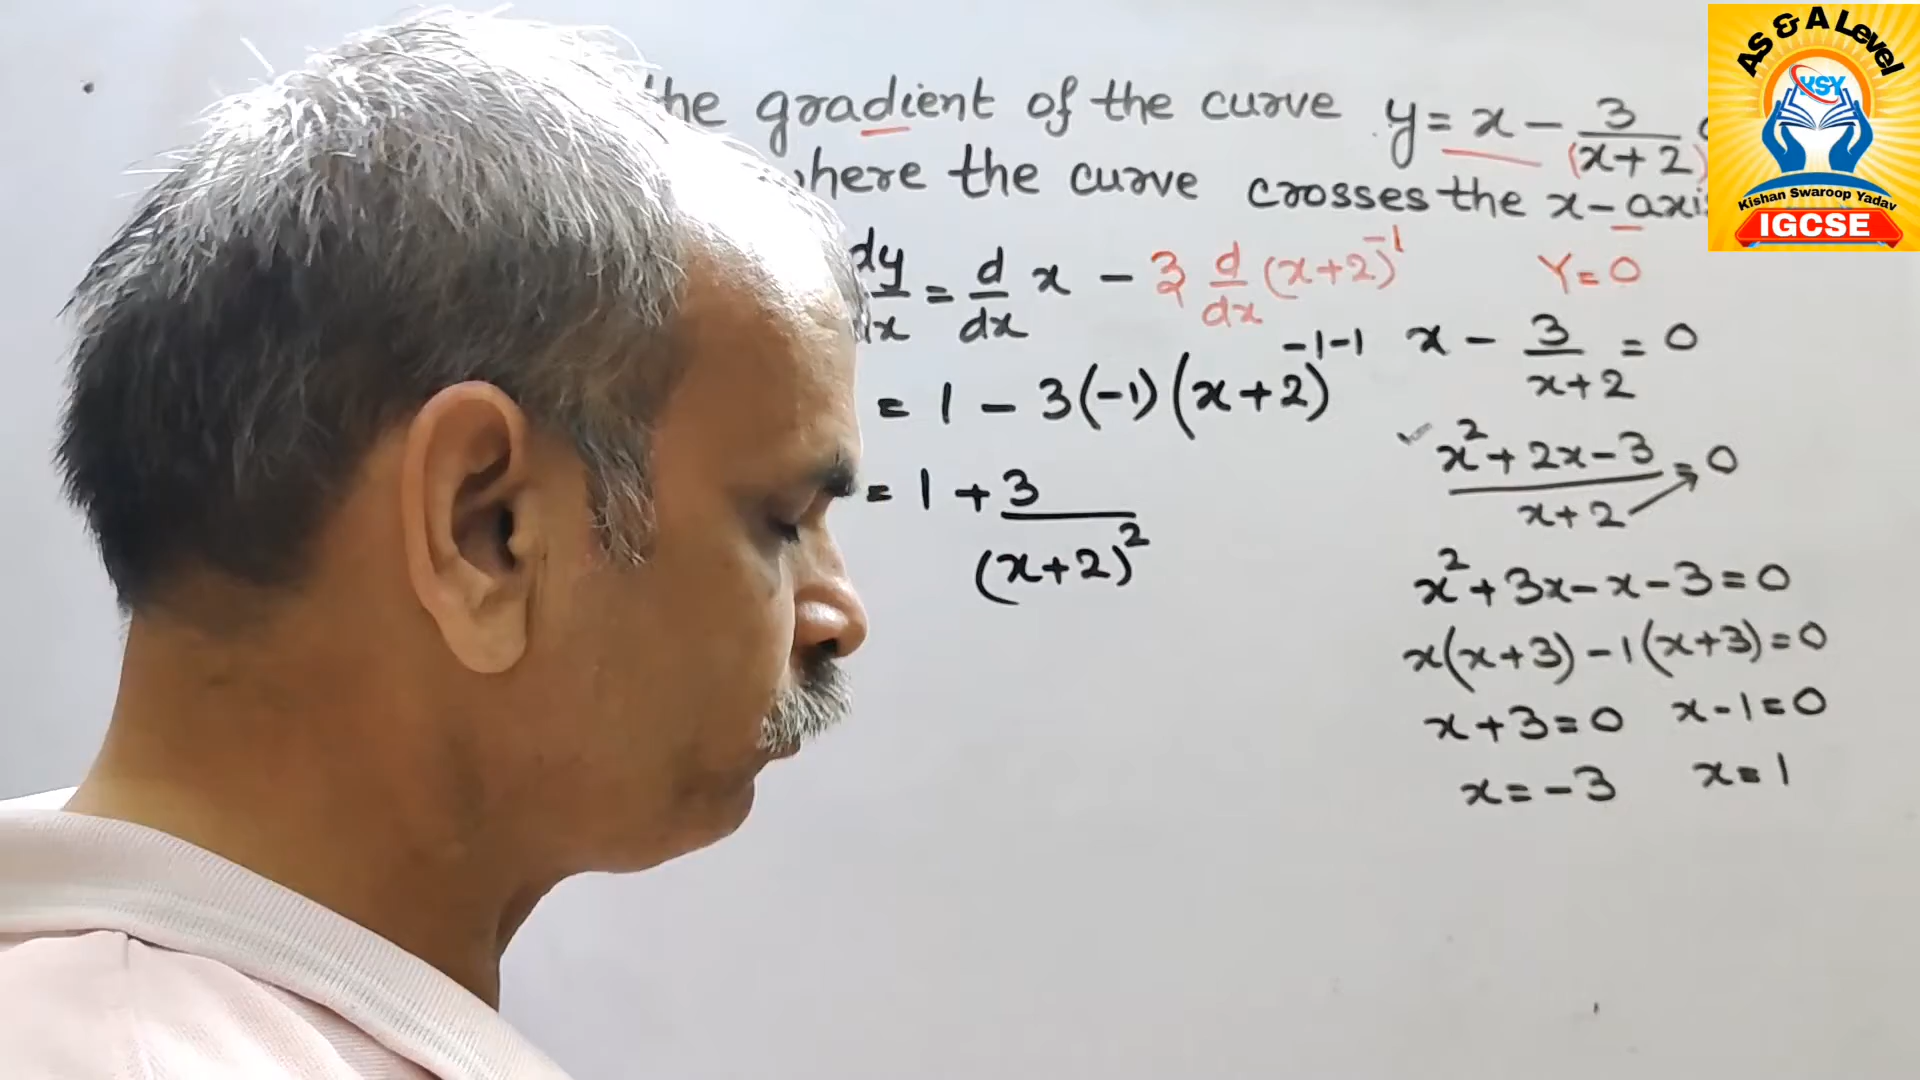 the gradient of the curve y = x - 3/(x+2)
where the curve crosses the x-axis
dy/dx = d/dx x - 3 d/dx (x+2)^-1
Y = 0
= 1 - 3(-1)(x+2)^-1-1
x - 3/x+2 = 0
= 1 + 3/(x+2)^2
x^2+2x-3/x+2 = 0
x^2+3x-x-3=0
x(x+3)-1(x+3)=0
x+3=0 x-1=0
x=-3 x=1
AS & A Level
KSY
Kishan Swaroop Yadav
IGCSE